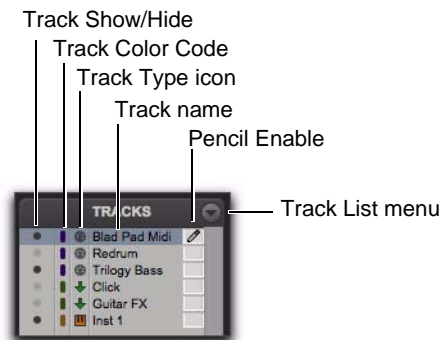 Track Show/Hide
Track Color Code
Track Type icon
Track name
Pencil Enable
TRACKS
Track List menu
Blad Pad Midi
Redrum
Trilogy Bass
Click
Guitar FX
Inst 1